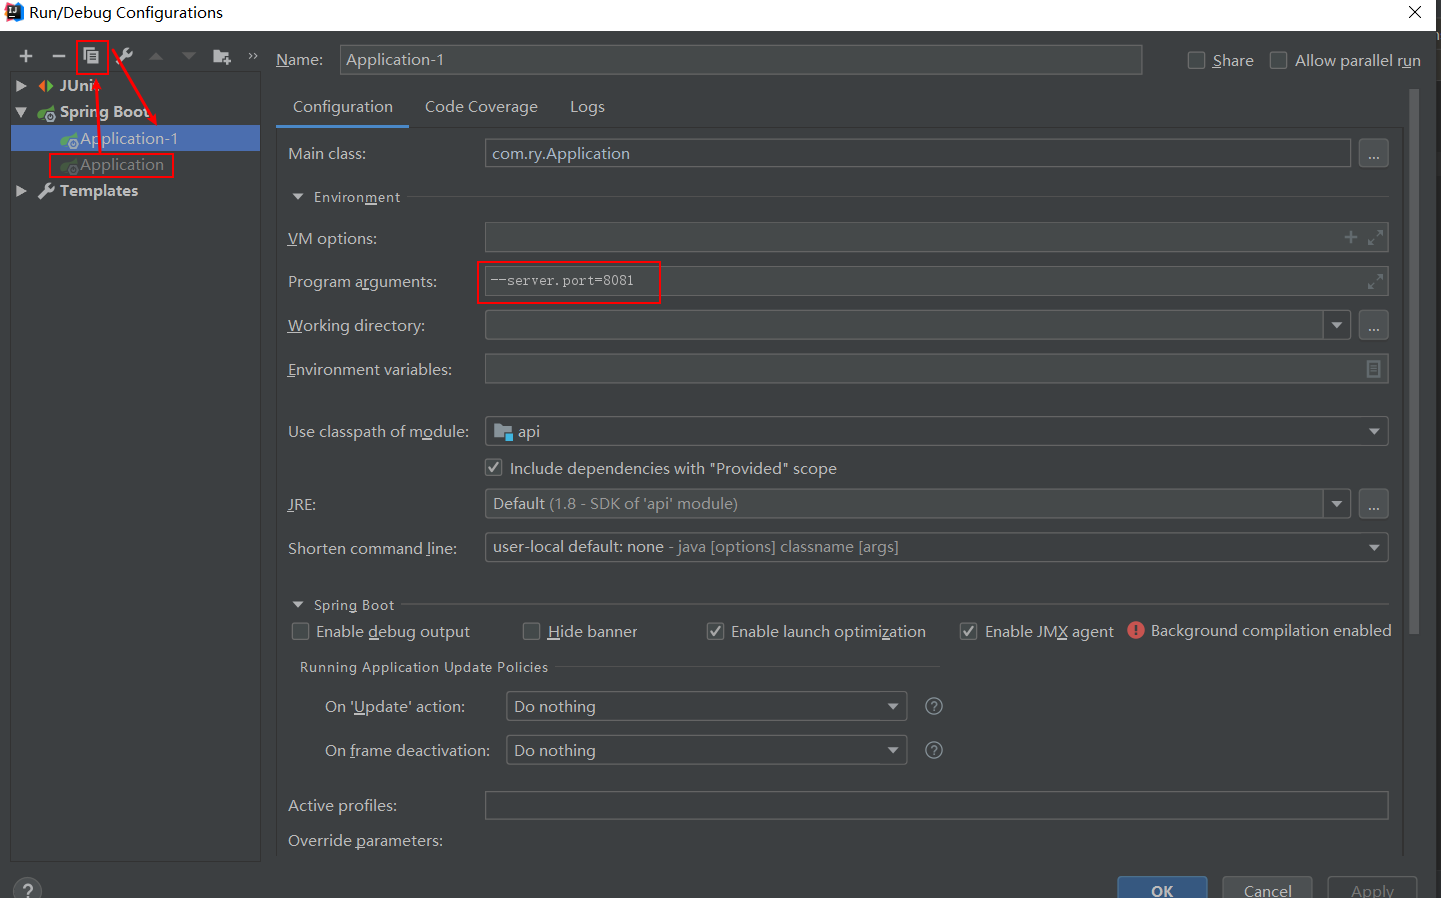 Run/Debug Configurations
Name: Application-1
Share
Allow parallel run
JUnit
Spring Boot
Application-1
Application
Templates
Configuration
Code Coverage
Logs
Main class: com.ry.Application ...
Environment
VM options:
Program arguments: --server.port=8081
Working directory: ...
Environment variables:
Use classpath of module: api
Include dependencies with "Provided" scope
JRE: Default (1.8 - SDK of 'api' module) ...
Shorten command line: user-local default: none - java [options] classname [args]
Spring Boot
Enable debug output
Hide banner
Enable launch optimization
Enable JMX agent
Background compilation enabled
Running Application Update Policies
On 'Update' action: Do nothing ?
On frame deactivation: Do nothing ?
Active profiles:
Override parameters:
?
OK
Cancel
Apply